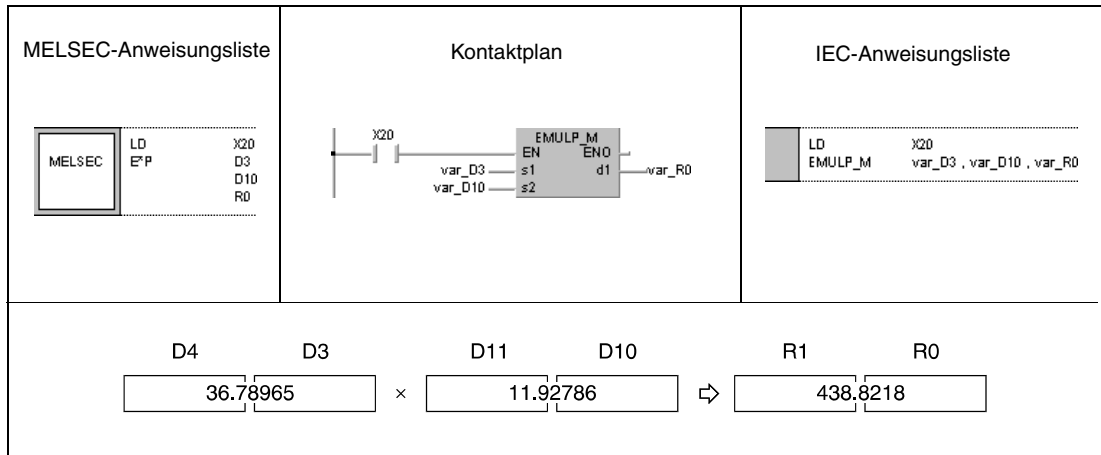 MELSEC-Anweisungsliste
Kontaktplan
IEC-Anweisungsliste
MELSEC
LD X20
E*P D3
D10
R0
X20
EMULP_M
EN ENO
var_D3 s1 d1 var_R0
var_D10 s2
LD X20
EMULP_M var_D3 , var_D10 , var_R0
D4 D3 D11 D10 R1 R0
36.78965 × 11.92786 ⇨ 438.8218